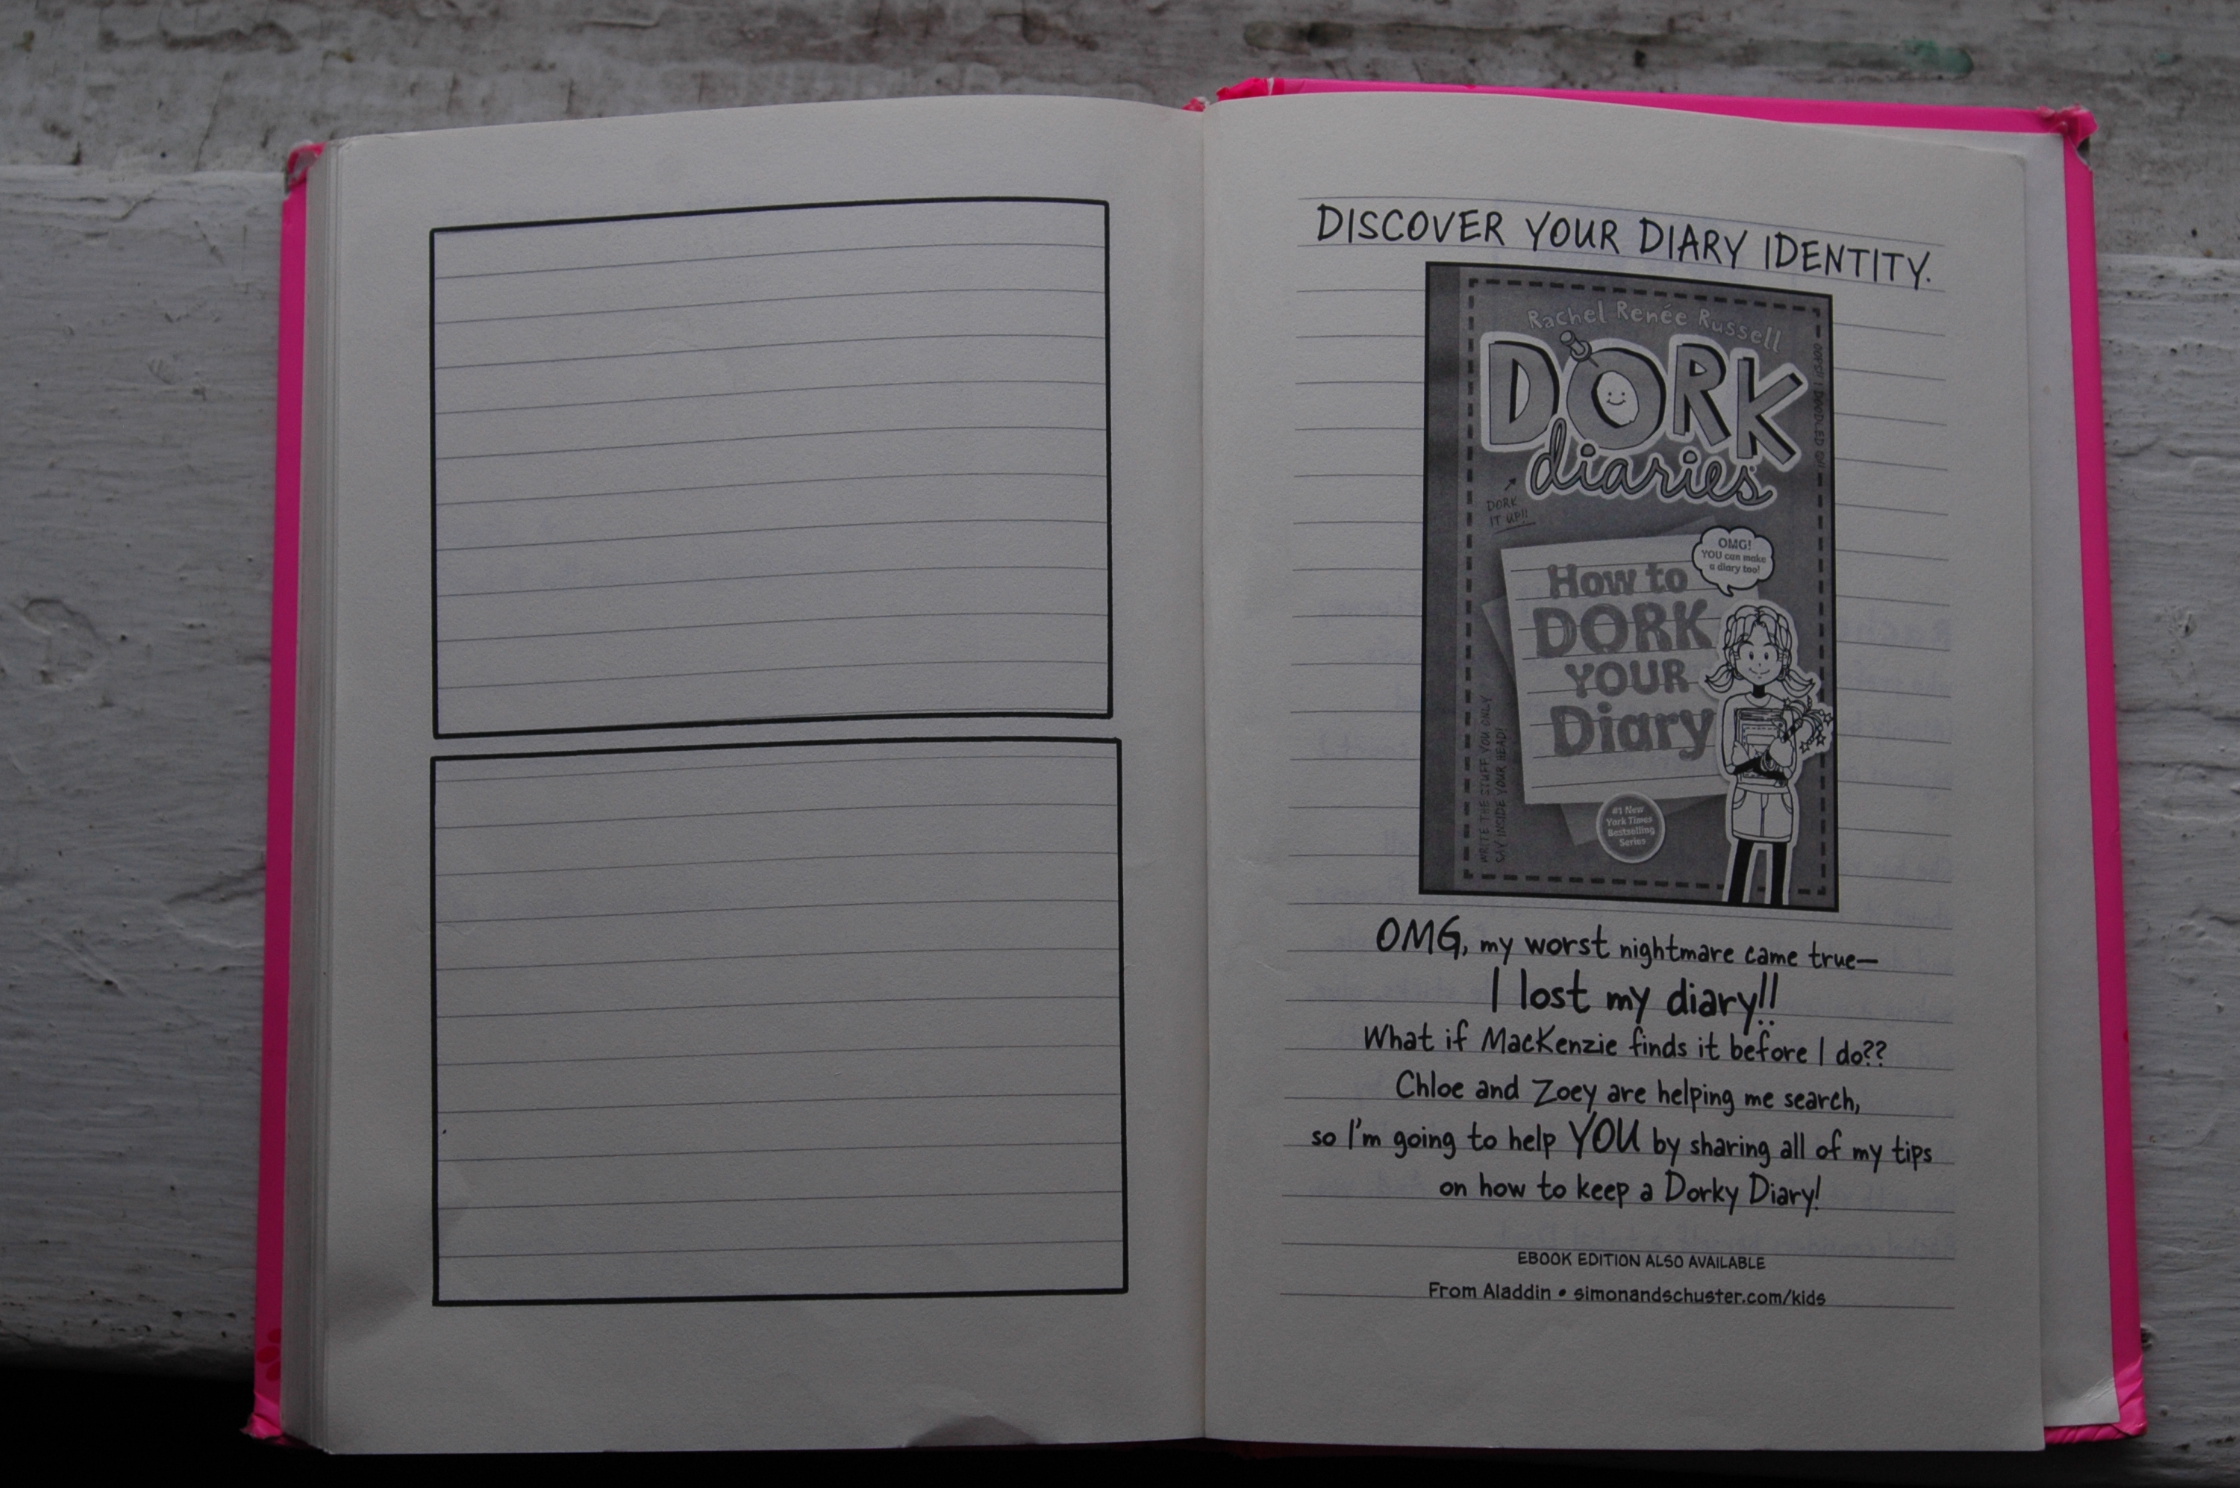 DISCOVER YOUR DIARY IDENTITY.
Rachel Renée Russell
DORK
diaries
DORK
IT UP!!
OMG!
YOU can make
a diary too!
How to
DORK
YOUR
Diary
WRITE THE STUFF YOU ONLY
SAY INSIDE YOUR HEAD!
#1 New
York Times
Bestselling
Series
OMG, my worst nightmare came true—
I lost my diary!!
What if MacKenzie finds it before I do??
Chloe and Zoey are helping me search,
so I'm going to help YOU by sharing all of my tips
on how to keep a Dorky Diary!
EBOOK EDITION ALSO AVAILABLE
From Aladdin • simonandschuster.com/kids